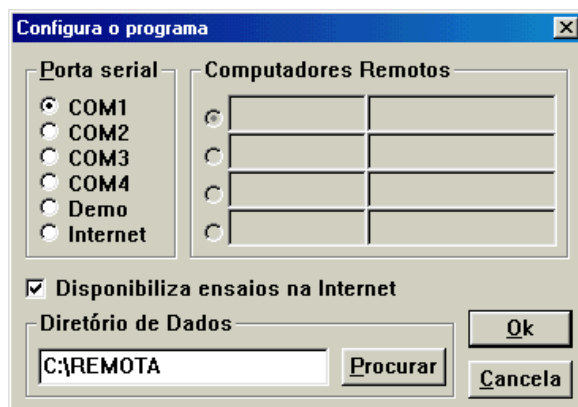 Configura o programa
Porta serial
COM1
COM2
COM3
COM4
Demo
Internet
Computadores Remotos
Disponibiliza ensaios na Internet
Diretório de Dados
C:\REMOTA
Procurar
Ok
Cancela